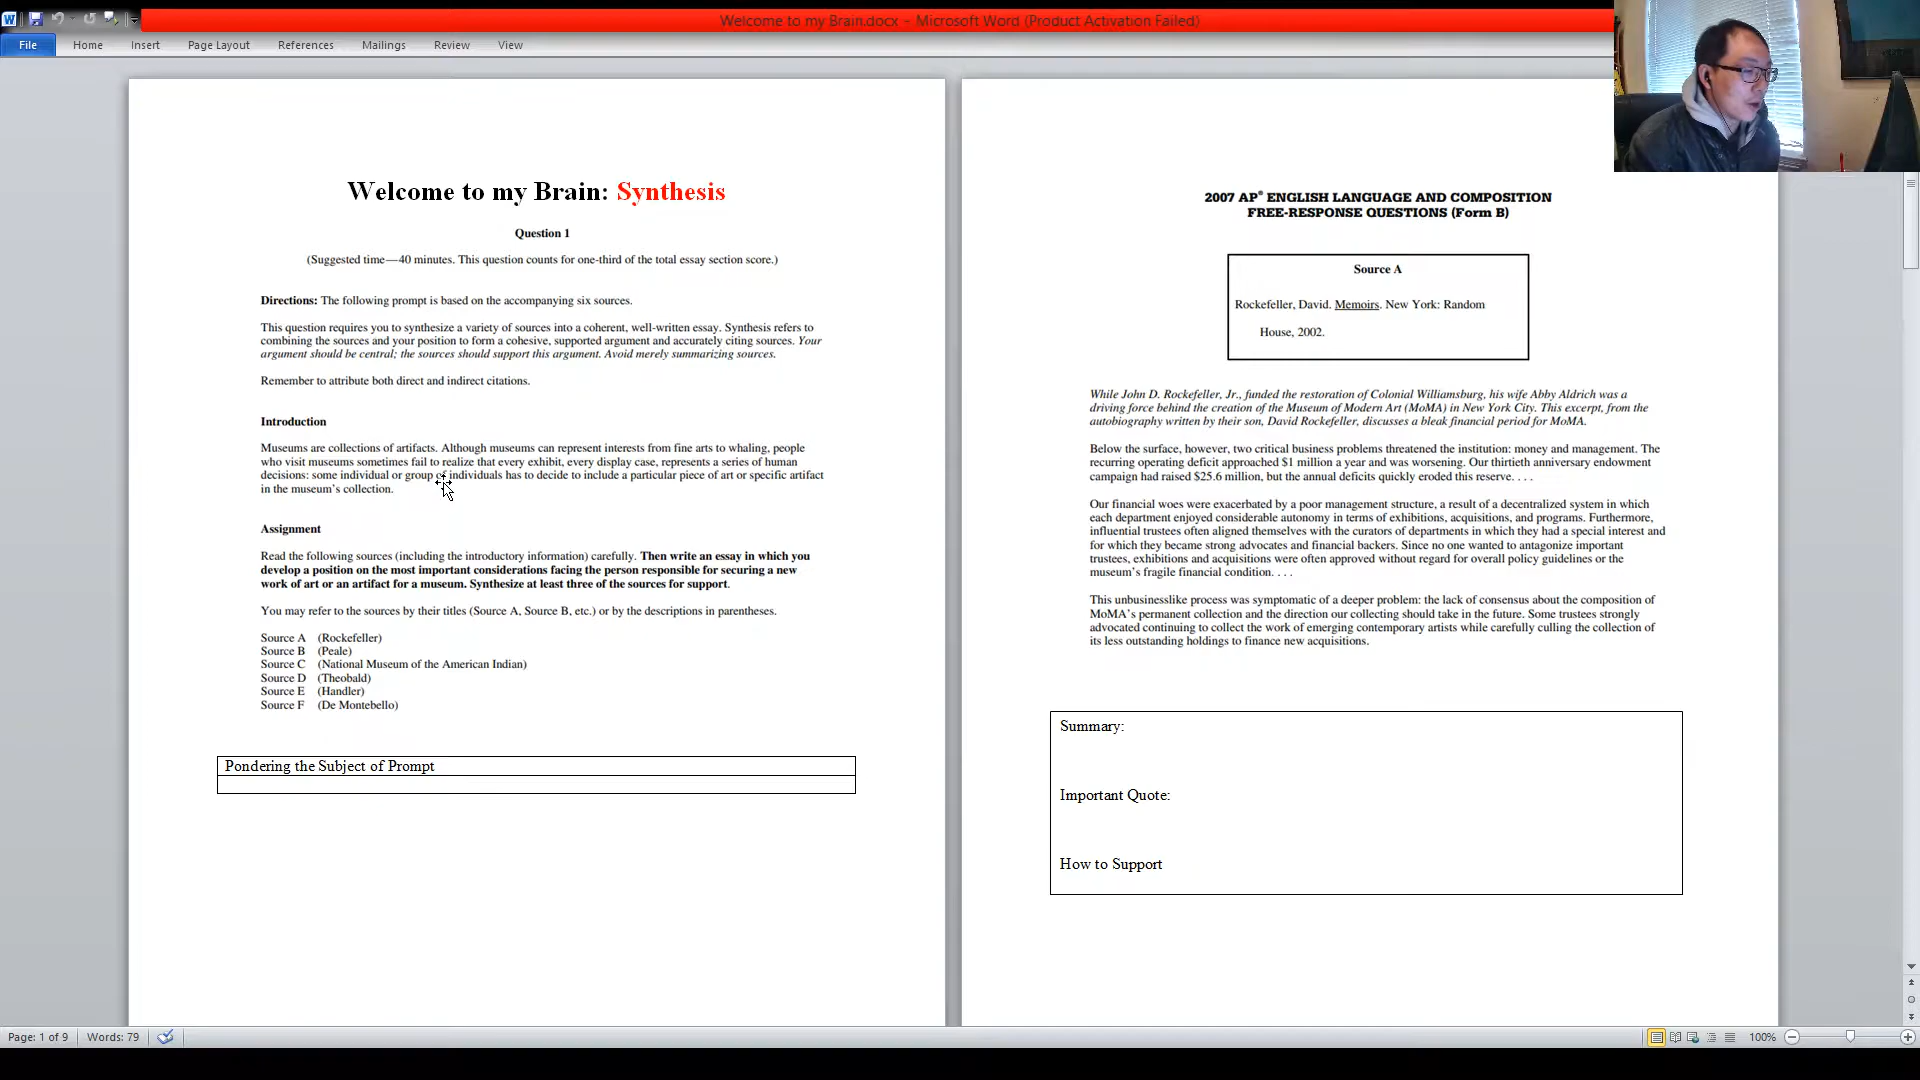 Welcome to my Brain.docx - Microsoft Word (Product Activation Failed)
File Home Insert Page Layout References Mailings Review View
Welcome to my Brain: Synthesis
Question 1
(Suggested time—40 minutes. This question counts for one-third of the total essay section score.)
Directions: The following prompt is based on the accompanying six sources.
This question requires you to synthesize a variety of sources into a coherent, well-written essay. Synthesis refers to
combining the sources and your position to form a cohesive, supported argument and accurately citing sources. Your
argument should be central; the sources should support this argument. Avoid merely summarizing sources.
Remember to attribute both direct and indirect citations.
Introduction
Museums are collections of artifacts. Although museums can represent interests from fine arts to whaling, people
who visit museums sometimes fail to realize that every exhibit, every display case, represents a series of human
decisions: some individual or group of individuals has to decide to include a particular piece of art or specific artifact
in the museum's collection.
Assignment
Read the following sources (including the introductory information) carefully. Then write an essay in which you
develop a position on the most important considerations facing the person responsible for securing a new
work of art or an artifact for a museum. Synthesize at least three of the sources for support.
You may refer to the sources by their titles (Source A, Source B, etc.) or by the descriptions in parentheses.
Source A (Rockefeller)
Source B (Peale)
Source C (National Museum of the American Indian)
Source D (Theobald)
Source E (Handler)
Source F (De Montebello)
Pondering the Subject of Prompt
2007 AP® ENGLISH LANGUAGE AND COMPOSITION
FREE-RESPONSE QUESTIONS (Form B)
Source A
Rockefeller, David. Memoirs. New York: Random
House, 2002.
While John D. Rockefeller, Jr., funded the restoration of Colonial Williamsburg, his wife Abby Aldrich was a
driving force behind the creation of the Museum of Modern Art (MoMA) in New York City. This excerpt, from the
autobiography written by their son, David Rockefeller, discusses a bleak financial period for MoMA.
Below the surface, however, two critical business problems threatened the institution: money and management. The
recurring operating deficit approached $1 million a year and was worsening. Our thirtieth anniversary endowment
campaign had raised $25.6 million, but the annual deficits quickly eroded this reserve. . . .
Our financial woes were exacerbated by a poor management structure, a result of a decentralized system in which
each department enjoyed considerable autonomy in terms of exhibitions, acquisitions, and programs. Furthermore,
influential trustees often aligned themselves with the curators of departments in which they had a special interest and
for which they became strong advocates and financial backers. Since no one wanted to antagonize important
trustees, exhibitions and acquisitions were often approved without regard for overall policy guidelines or the
museum's fragile financial condition. . . .
This unbusinesslike process was symptomatic of a deeper problem: the lack of consensus about the composition of
MoMA's permanent collection and the direction our collecting should take in the future. Some trustees strongly
advocated continuing to collect the work of emerging contemporary artists while carefully culling the collection of
its less outstanding holdings to finance new acquisitions.
Summary:
Important Quote:
How to Support
Page: 1 of 9 Words: 79 100%